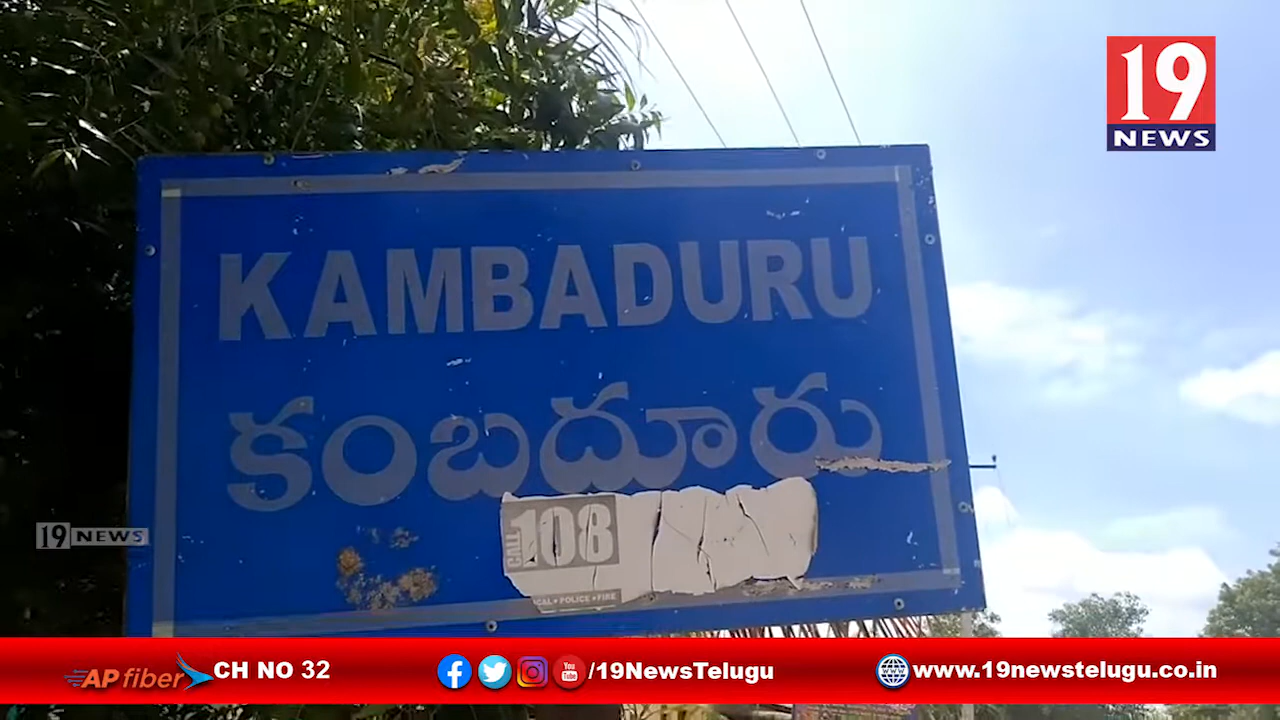 19
NEWS
KAMBADURU
కంబదూరు
CALL 108
CAL • POLICE • FIRE
19 NEWS
AP fiber CH NO 32 /19NewsTelugu www.19newstelugu.co.in